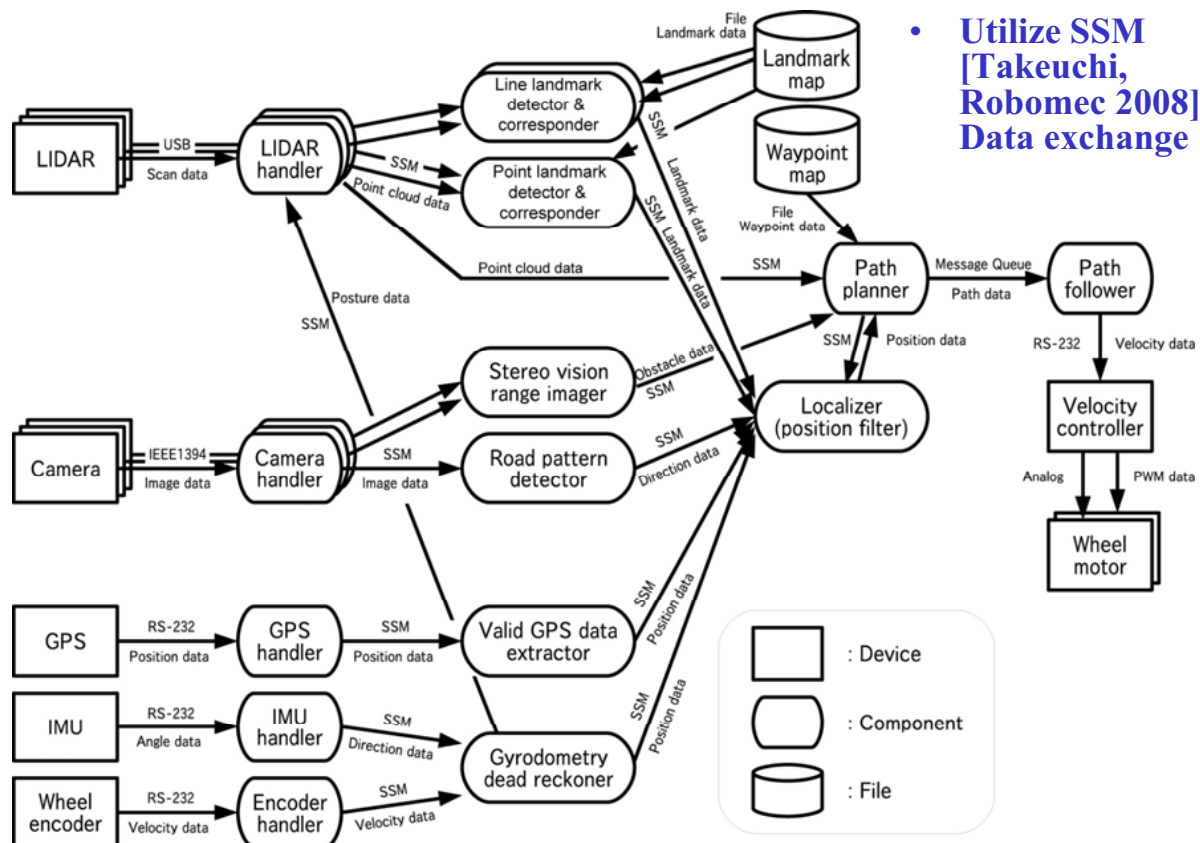 • Utilize SSM
[Takeuchi,
Robomec 2008]
Data exchange
File
Landmark data
Landmark
map
Waypoint
map
File
Waypoint data
LIDAR
USB
Scan data
LIDAR
handler
SSM
Point cloud data
Line landmark
detector &
corresponder
Point landmark
detector &
corresponder
SSM
Landmark data
SSM Landmark data
Point cloud data
SSM
Posture data
SSM
Path
planner
Message Queue
Path data
Path
follower
SSM
Position data
RS-232
Velocity data
Stereo vision
range imager
Obstacle data
SSM
Localizer
(position filter)
Velocity
controller
Camera
IEEE1394
Image data
Camera
handler
SSM
Image data
Road pattern
detector
SSM
Direction data
Analog
PWM data
Wheel
motor
GPS
RS-232
Position data
GPS
handler
SSM
Position data
Valid GPS data
extractor
SSM
Position data
IMU
RS-232
Angle data
IMU
handler
SSM
Direction data
Gyrodometry
dead reckoner
SSM
Position data
Wheel
encoder
RS-232
Velocity data
Encoder
handler
SSM
Velocity data
: Device
: Component
: File